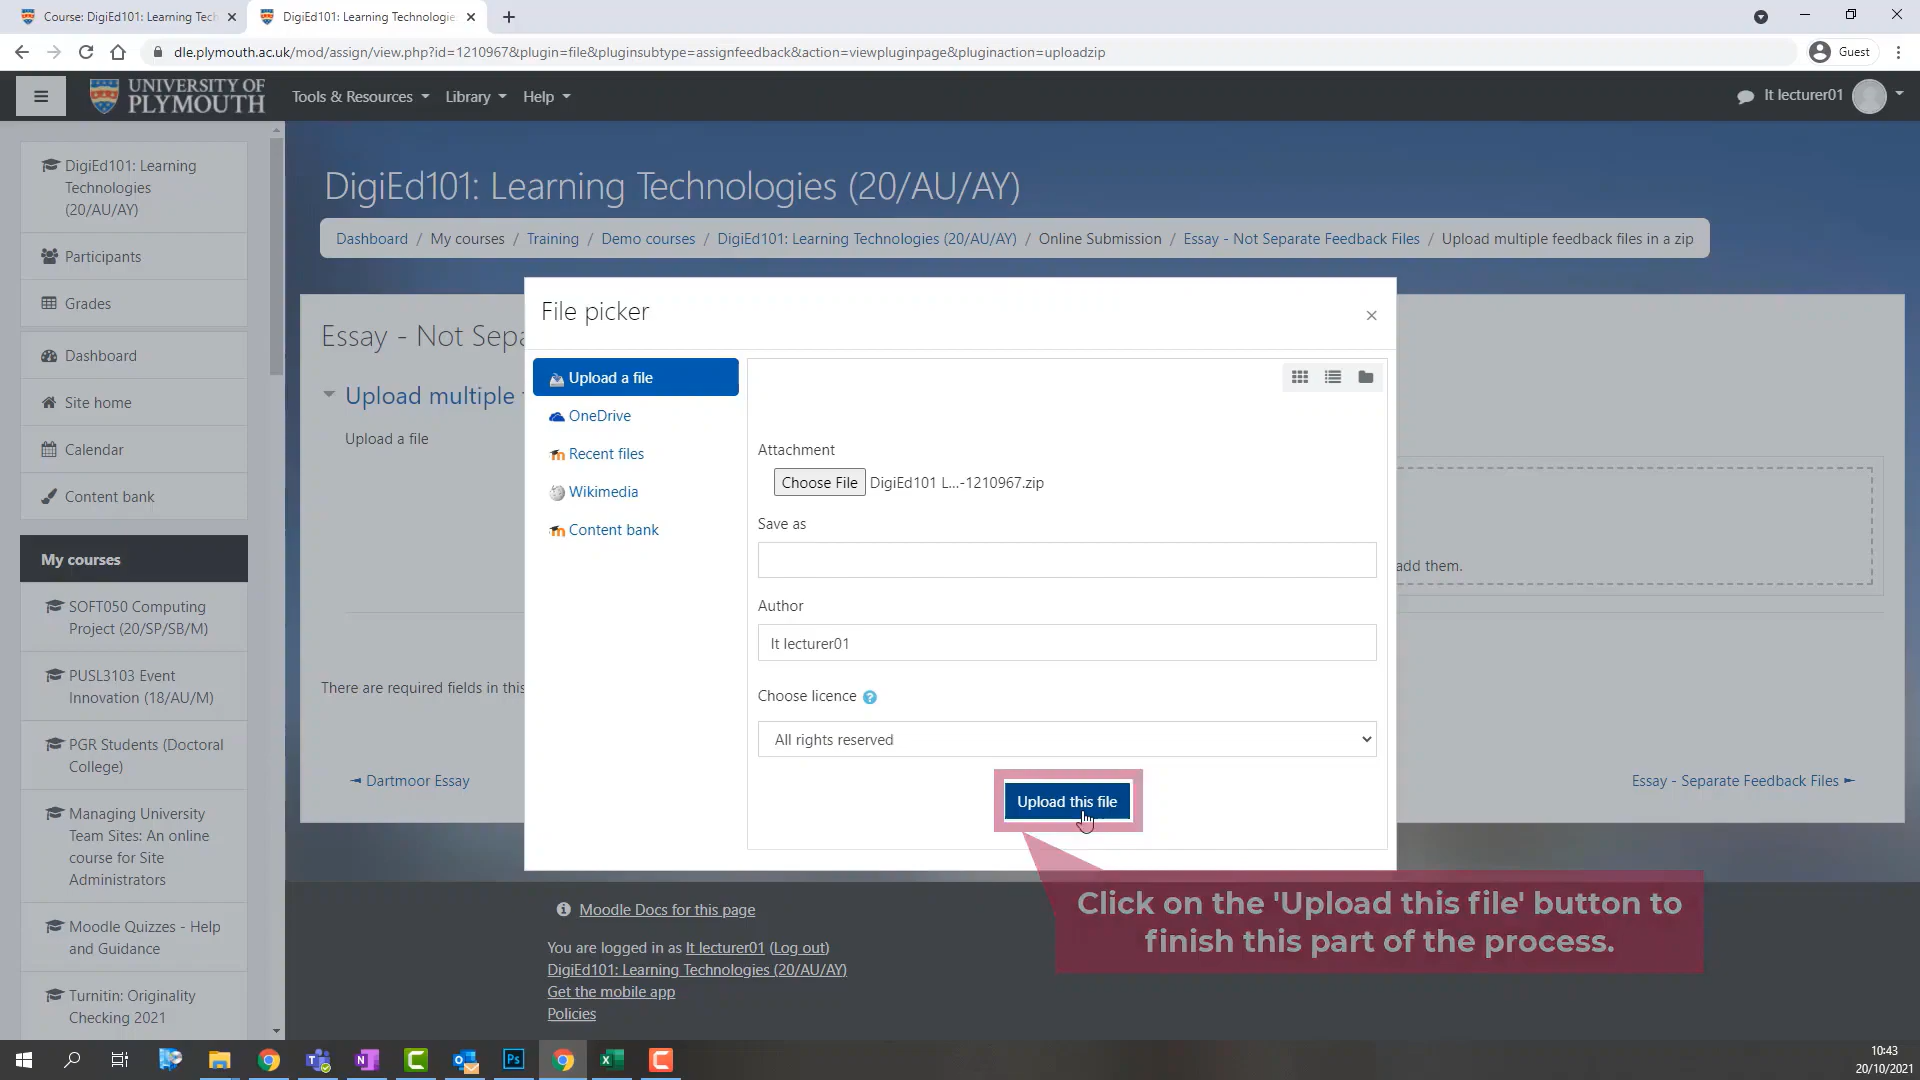 Course: DigiEd101: Learning Tech
DigiEd101: Learning Technologie
dle.plymouth.ac.uk/mod/assign/view.php?id=1210967&plugin=file&pluginsubtype=assignfeedback&action=viewpluginpage&pluginaction=uploadzip
Guest
UNIVERSITY OF
PLYMOUTH
Tools & Resources
Library
Help
lt lecturer01
DigiEd101: Learning
Technologies
(20/AU/AY)
Participants
Grades
Dashboard
Site home
Calendar
Content bank
My courses
SOFT050 Computing
Project (20/SP/SB/M)
PUSL3103 Event
Innovation (18/AU/M)
PGR Students (Doctoral
College)
Managing University
Team Sites: An online
course for Site
Administrators
Moodle Quizzes - Help
and Guidance
Turnitin: Originality
Checking 2021
DigiEd101: Learning Technologies (20/AU/AY)
Dashboard / My courses / Training / Demo courses / DigiEd101: Learning Technologies (20/AU/AY) / Online Submission / Essay - Not Separate Feedback Files / Upload multiple feedback files in a zip
Essay - Not Sepa
Upload multiple
Upload a file
add them.
There are required fields in this
Dartmoor Essay
Essay - Separate Feedback Files
File picker
×
Upload a file
OneDrive
Recent files
Wikimedia
Content bank
Attachment
Choose File DigiEd101 L...-1210967.zip
Save as
Author
lt lecturer01
Choose licence ?
All rights reserved
Upload this file
Click on the 'Upload this file' button to
finish this part of the process.
Moodle Docs for this page
You are logged in as lt lecturer01 (Log out)
DigiEd101: Learning Technologies (20/AU/AY)
Get the mobile app
Policies
10:43
20/10/2021